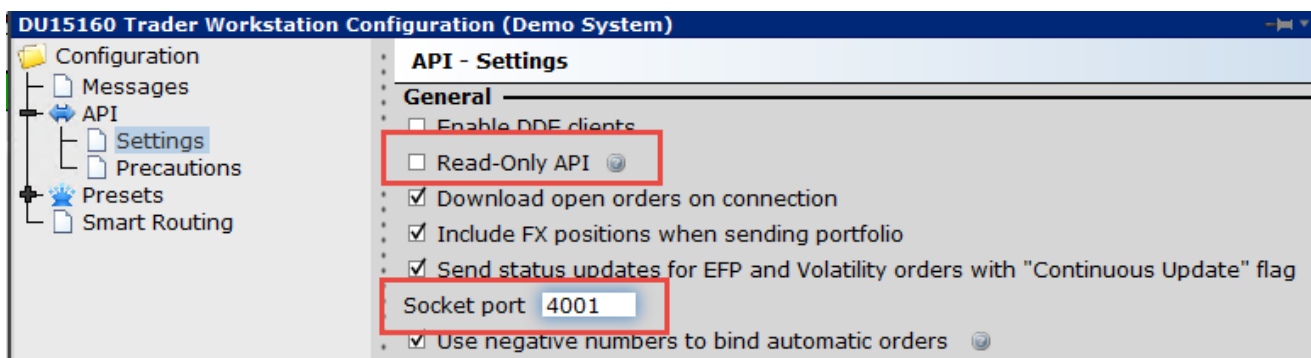 DU15160 Trader Workstation Configuration (Demo System)
Configuration
Messages
API
Settings
Precautions
Presets
Smart Routing
API - Settings
General
Enable DDE clients
Read-Only API
Download open orders on connection
Include FX positions when sending portfolio
Send status updates for EFP and Volatility orders with "Continuous Update" flag
Socket port 4001
Use negative numbers to bind automatic orders